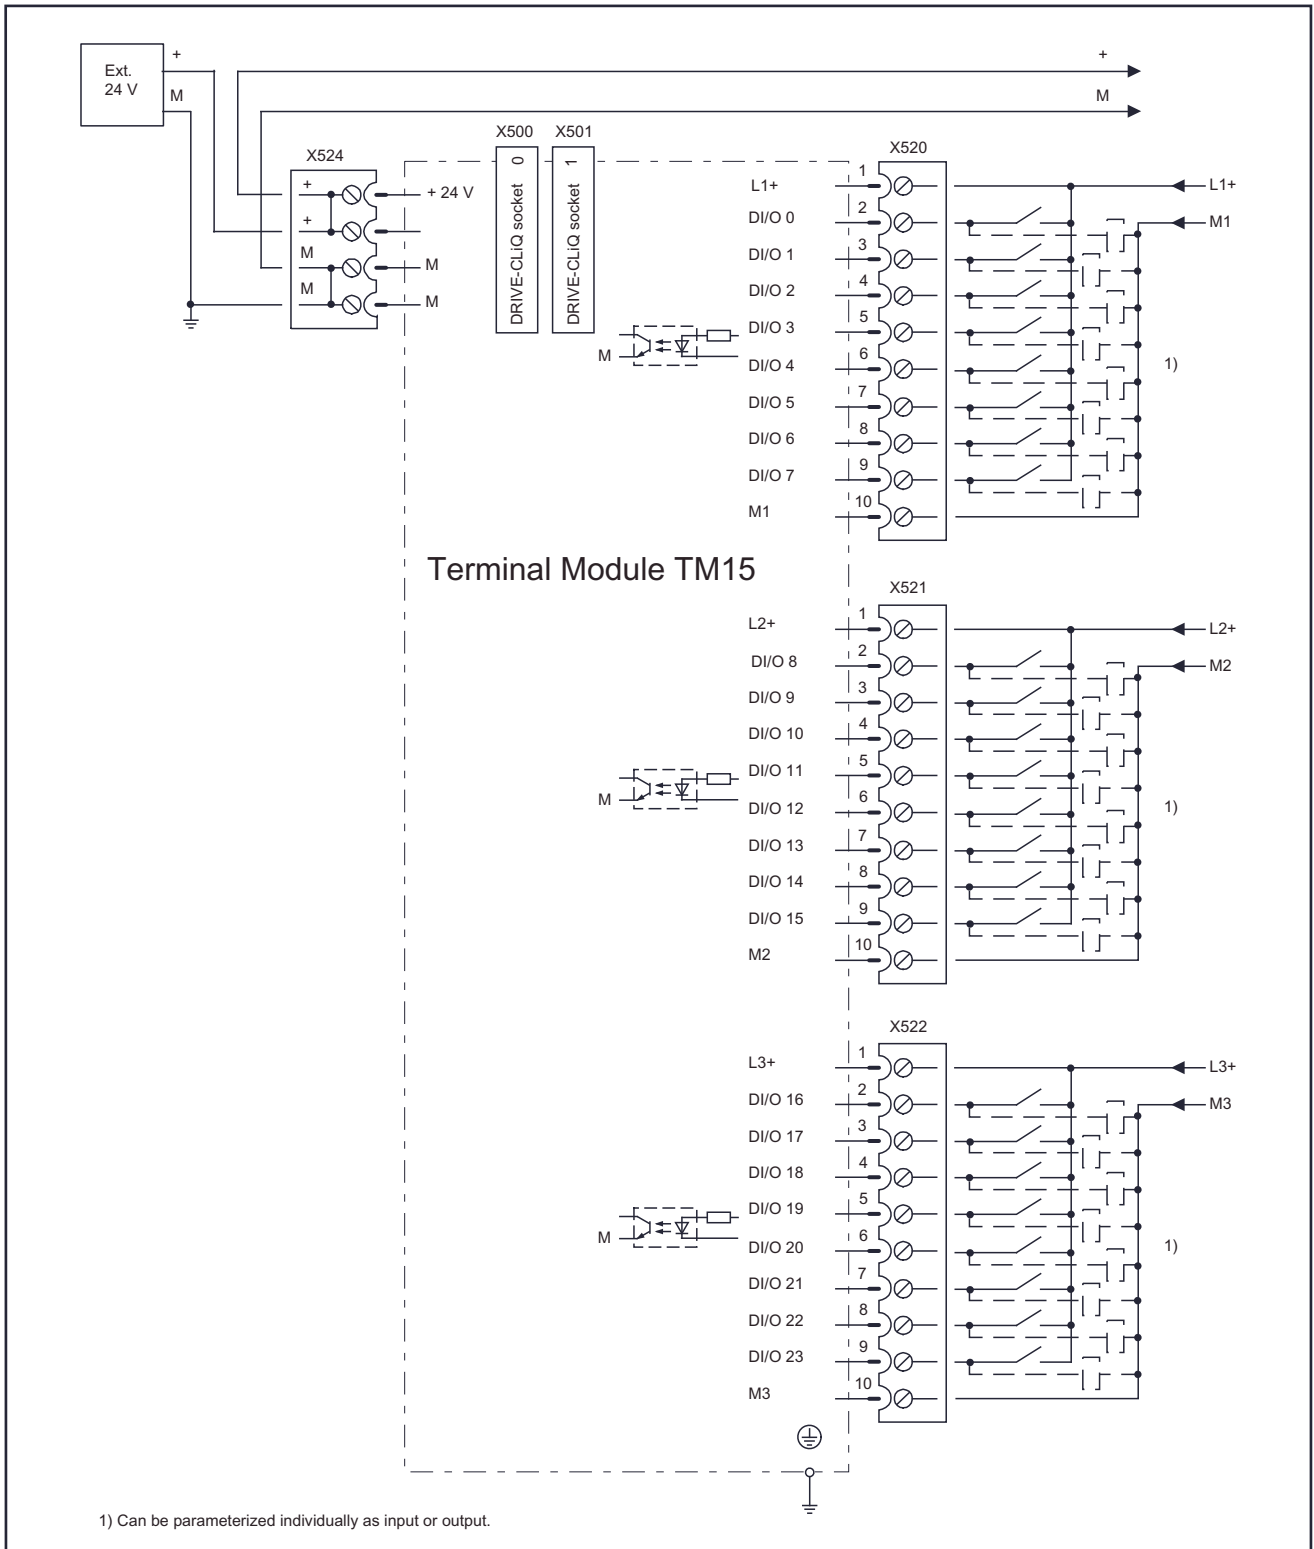 Ext.
24 V
+
M
+
M
X524
+
+
M
M
+ 24 V
M
M
X500
DRIVE-CLiQ socket 0
X501
DRIVE-CLiQ socket 1
X520
L1+ 1 L1+
DI/O 0 2 M1
DI/O 1 3
DI/O 2 4
DI/O 3 5
M
DI/O 4 6 1)
DI/O 5 7
DI/O 6 8
DI/O 7 9
M1 10
Terminal Module TM15
X521
L2+ 1 L2+
DI/O 8 2 M2
DI/O 9 3
DI/O 10 4
DI/O 11 5
M
DI/O 12 6 1)
DI/O 13 7
DI/O 14 8
DI/O 15 9
M2 10
X522
L3+ 1 L3+
DI/O 16 2 M3
DI/O 17 3
DI/O 18 4
DI/O 19 5
M
DI/O 20 6 1)
DI/O 21 7
DI/O 22 8
DI/O 23 9
M3 10
1) Can be parameterized individually as input or output.